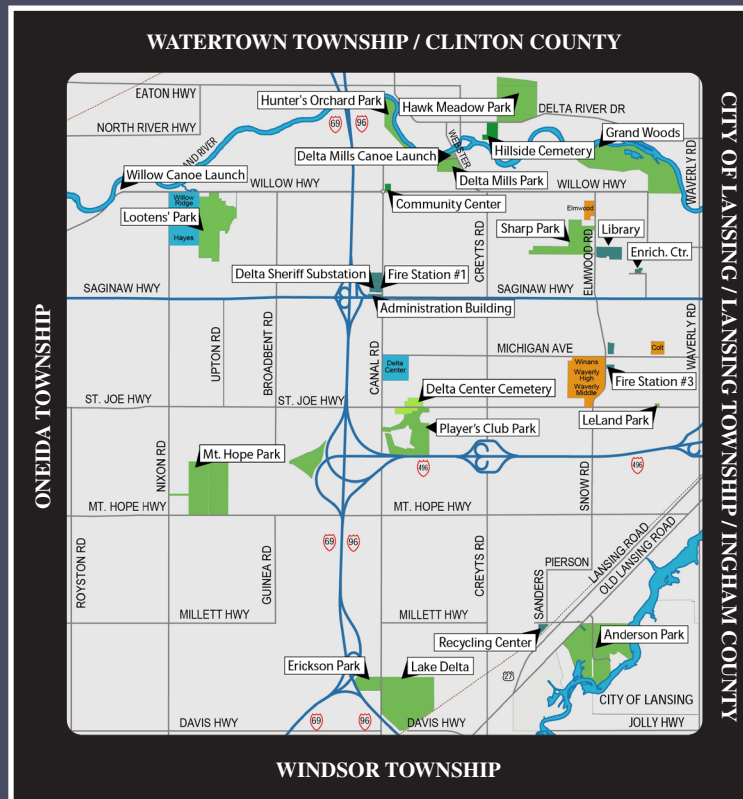 WATERTOWN TOWNSHIP / CLINTON COUNTY
EATON HWY
Hunter's Orchard Park
Hawk Meadow Park
DELTA RIVER DR
NORTH RIVER HWY
69
96
Grand Woods
WEBSTER
Hillside Cemetery
Delta Mills Canoe Launch
WAVERLY RD
Willow Canoe Launch
RIVER
Delta Mills Park
WILLOW HWY
WILLOW HWY
Willow
Ridge
Community Center
Elmwood
Lootens' Park
Sharp Park
Library
Hayes
CREYTS RD
ELMWOOD RD
Enrich. Ctr.
Delta Sheriff Substation
Fire Station #1
SAGINAW HWY
SAGINAW HWY
Administration Building
UPTON RD
BROADBENT RD
CANAL RD
MICHIGAN AVE
Colt
WAVERLY RD
Delta
Center
Winans
Waverly
High
Waverly
Middle
Fire Station #3
Delta Center Cemetery
ST. JOE HWY
ST. JOE HWY
LeLand Park
Player's Club Park
NIXON RD
Mt. Hope Park
496
496
SNOW RD
MT. HOPE HWY
MT. HOPE HWY
69
96
ROYSTON RD
GUINEA RD
CREYTS RD
LANSING ROAD
OLD LANSING ROAD
PIERSON
SANDERS
MILLETT HWY
MILLETT HWY
Recycling Center
Anderson Park
Erickson Park
Lake Delta
27
CITY OF LANSING
69
96
DAVIS HWY
DAVIS HWY
JOLLY HWY
ONEIDA TOWNSHIP
CITY OF LANSING / LANSING TOWNSHIP / INGHAM COUNTY
WINDSOR TOWNSHIP